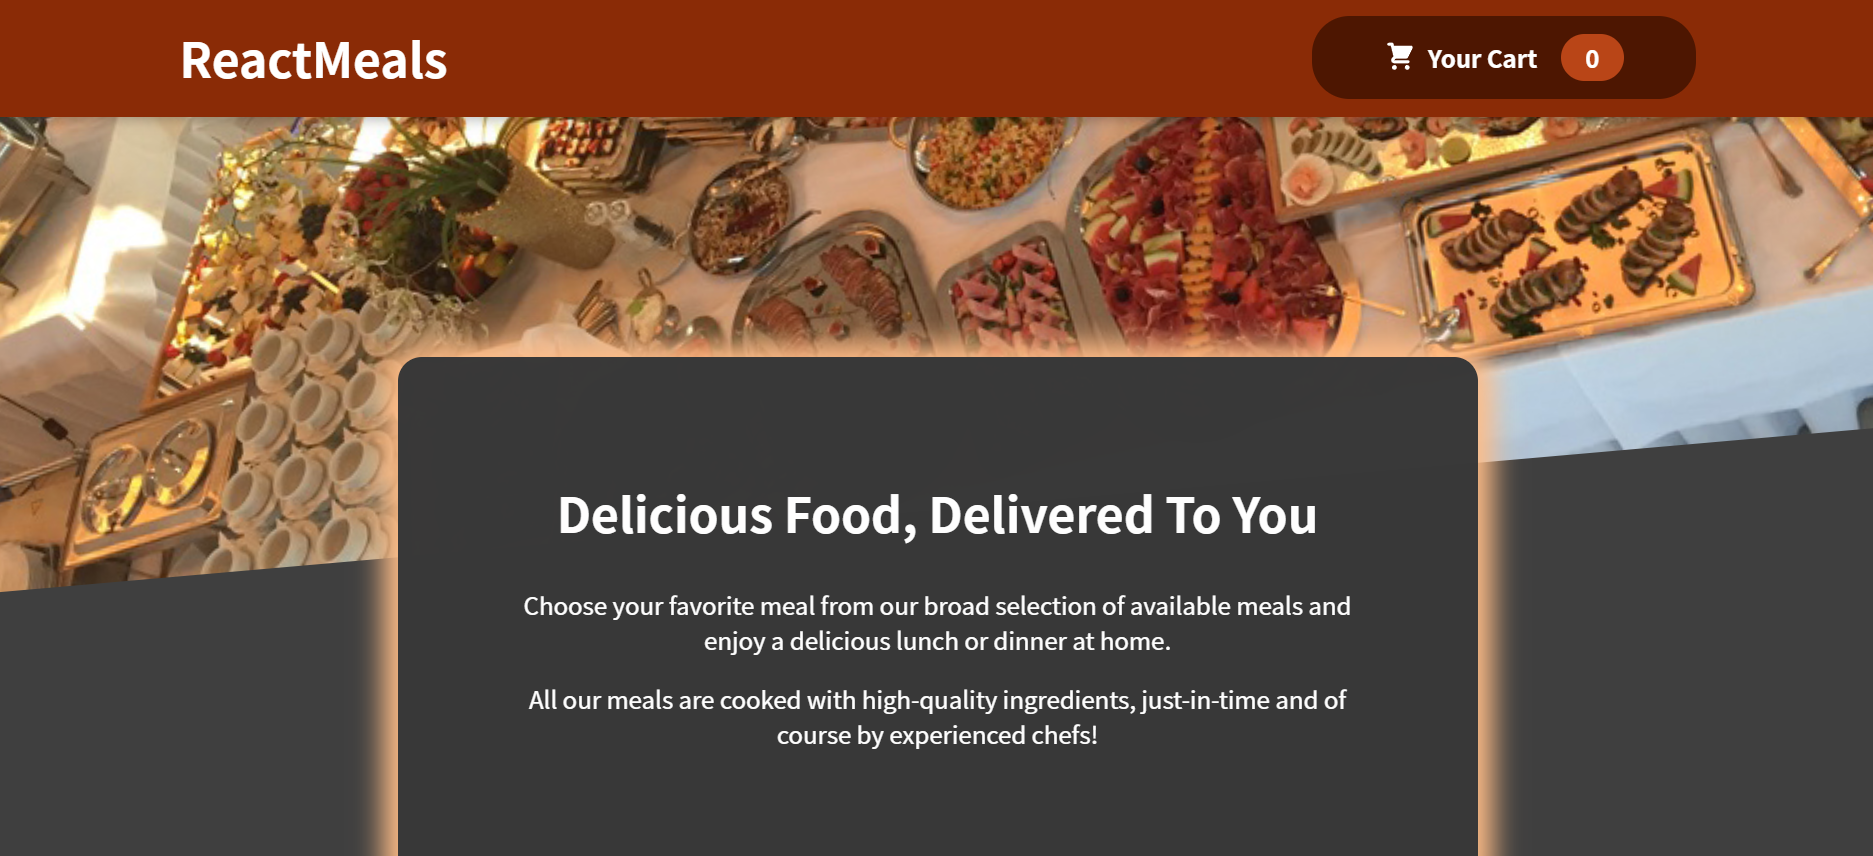 ReactMeals
Your Cart 0
Delicious Food, Delivered To You
Choose your favorite meal from our broad selection of available meals and
enjoy a delicious lunch or dinner at home.
All our meals are cooked with high-quality ingredients, just-in-time and of
course by experienced chefs!